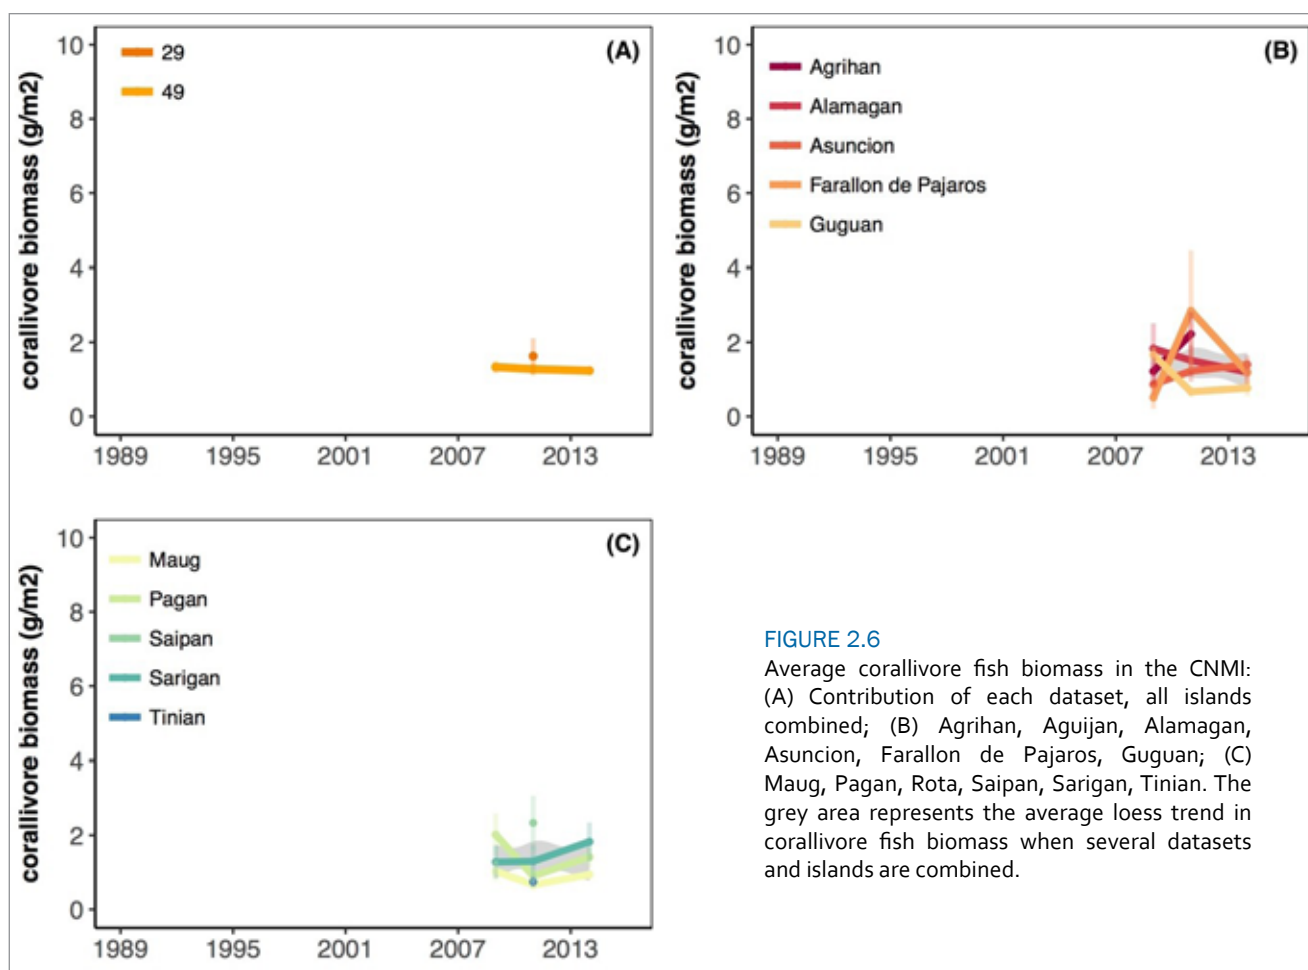 (A)
corallivore biomass (g/m2)
10
8
6
4
2
0
29
49
1989 1995 2001 2007 2013
(B)
corallivore biomass (g/m2)
10
8
6
4
2
0
Agrihan
Alamagan
Asuncion
Farallon de Pajaros
Guguan
1989 1995 2001 2007 2013
(C)
corallivore biomass (g/m2)
10
8
6
4
2
0
Maug
Pagan
Saipan
Sarigan
Tinian
1989 1995 2001 2007 2013
FIGURE 2.6
Average corallivore fish biomass in the CNMI:
(A) Contribution of each dataset, all islands
combined; (B) Agrihan, Aguijan, Alamagan,
Asuncion, Farallon de Pajaros, Guguan; (C)
Maug, Pagan, Rota, Saipan, Sarigan, Tinian. The
grey area represents the average loess trend in
corallivore fish biomass when several datasets
and islands are combined.